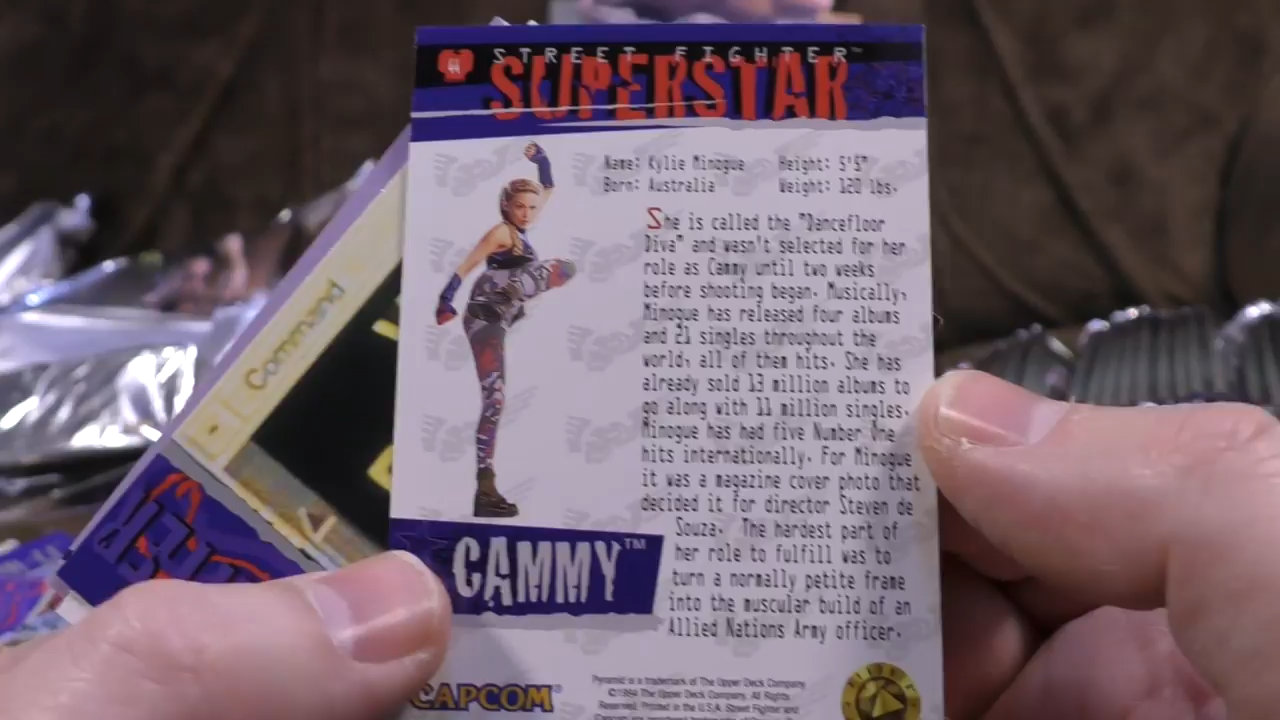 44
STREET FIGHTER™
SUPERSTAR
Name: Kylie Minogue Height: 5'5"
Born: Australia Weight: 120 lbs.
She is called the "Dancefloor
Diva" and wasn't selected for her
role as Cammy until two weeks
before shooting began. Musically,
Minogue has released four albums
and 21 singles throughout the
world, all of them hits. She has
already sold 13 million albums to
go along with 11 million singles.
Minogue has had five Number One
hits internationally. For Minogue
it was a magazine cover photo that
decided it for director Steven de
Souza. The hardest part of
her role to fulfill was to
turn a normally petite frame
into the muscular build of an
Allied Nations Army officer.
CAMMY™
CAPCOM®
Pyramid is a trademark of The Upper Deck Company
©1994 The Upper Deck Company. All Rights
Reserved. Printed in the U.S.A. Street Fighter and
Command